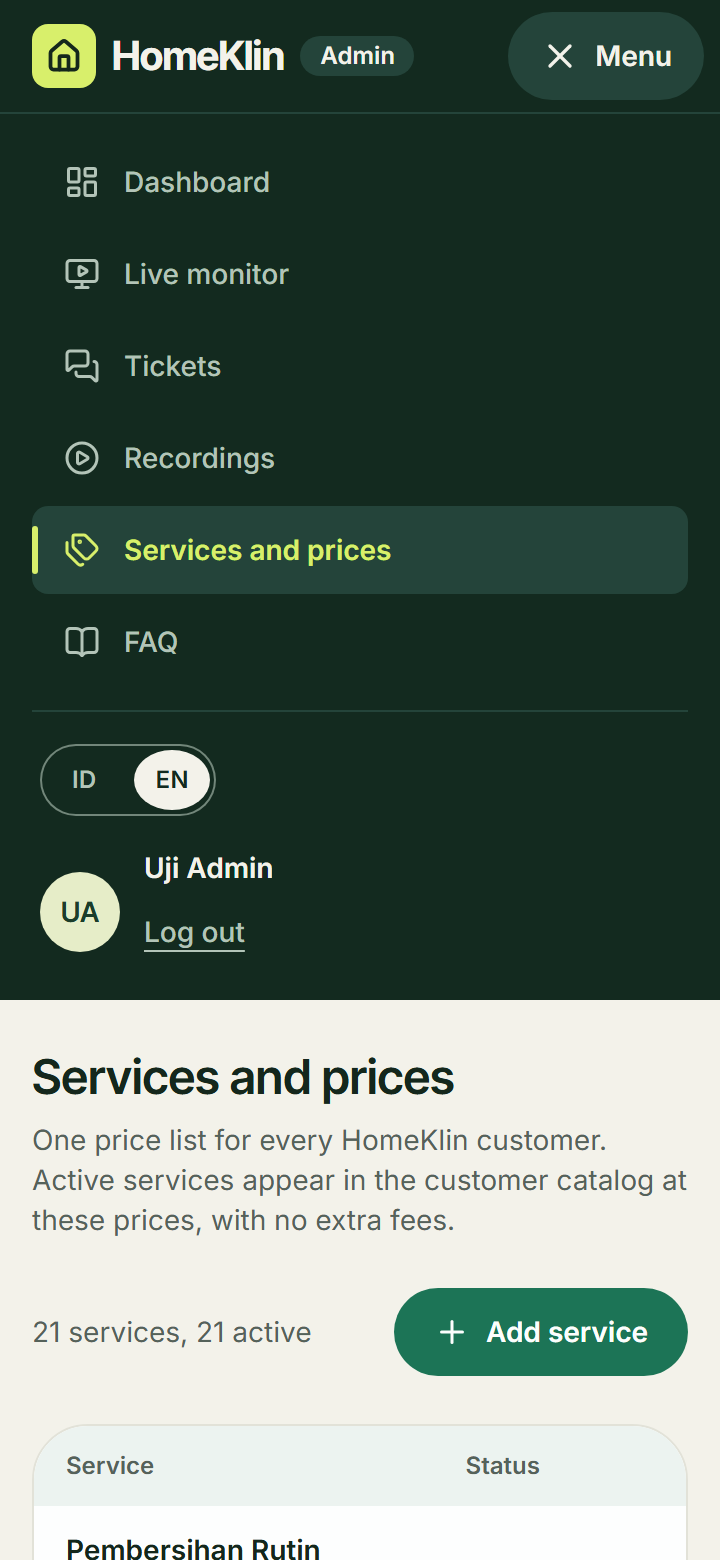 HomeKlin Admin Menu
Dashboard
Live monitor
Tickets
Recordings
Services and prices
FAQ
ID EN
Uji Admin
UA
Log out
Services and prices
One price list for every HomeKlin customer.
Active services appear in the customer catalog at
these prices, with no extra fees.
21 services, 21 active Add service
Service Status
Pembersihan Rutin